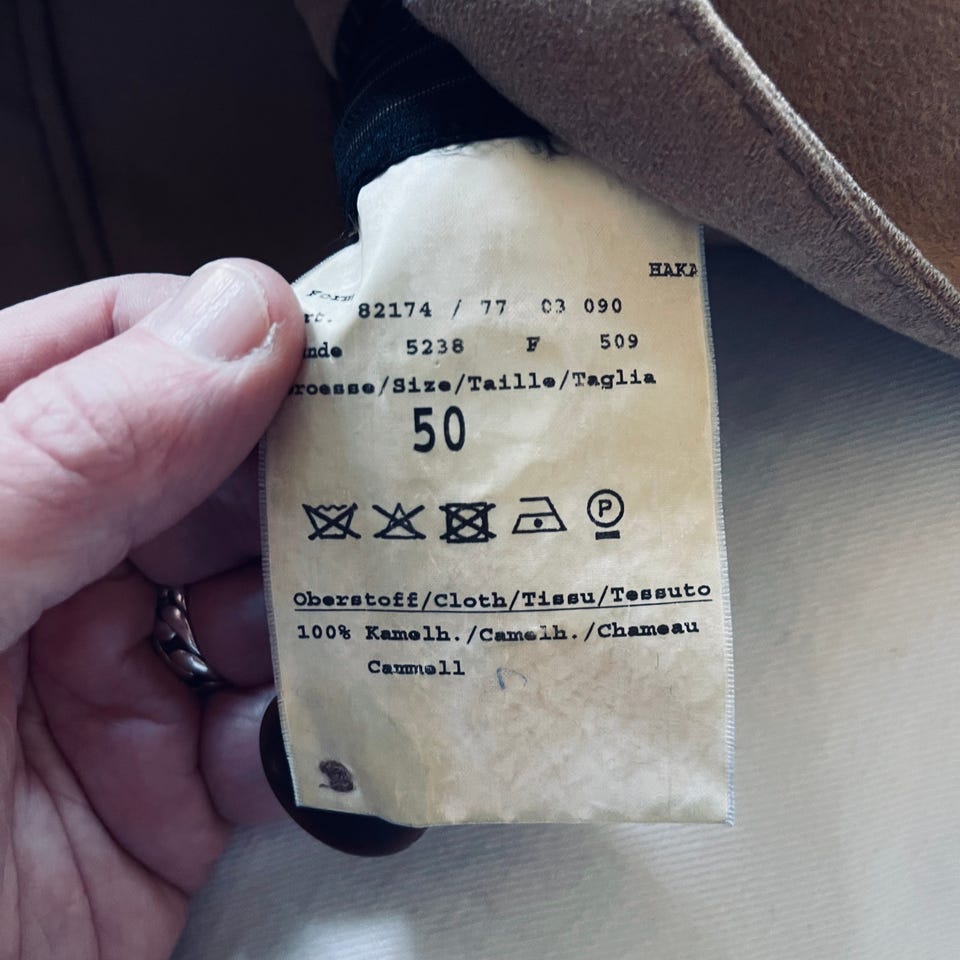 HAKA
Form
rt. 82174 / 77 03 090
nde 5238 F 509
roesse/Size/Taille/Taglia
50
P
Oberstoff/Cloth/Tissu/Tessuto
100% Kamelh./Camelh./Chameau
Cammell